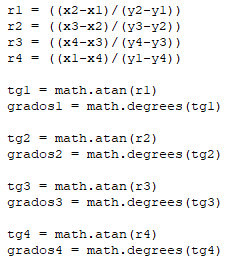 r1 = ((x2-x1)/(y2-y1))
r2 = ((x3-x2)/(y3-y2))
r3 = ((x4-x3)/(y4-y3))
r4 = ((x1-x4)/(y1-y4))
tg1 = math.atan(r1)
grados1 = math.degrees(tg1)
tg2 = math.atan(r2)
grados2 = math.degrees(tg2)
tg3 = math.atan(r3)
grados3 = math.degrees(tg3)
tg4 = math.atan(r4)
grados4 = math.degrees(tg4)